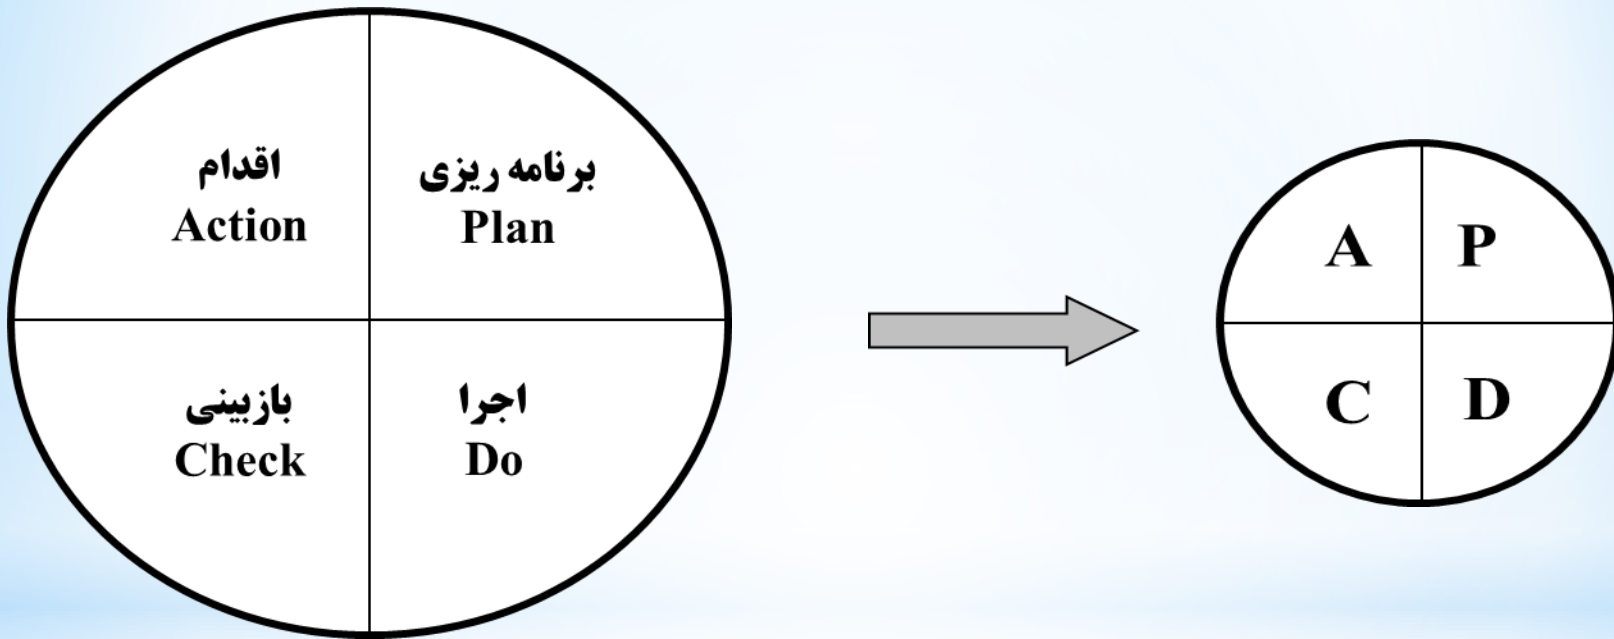 اقدام
Action
برنامه ریزی
Plan
بازبینی
Check
اجرا
Do
A
P
C
D